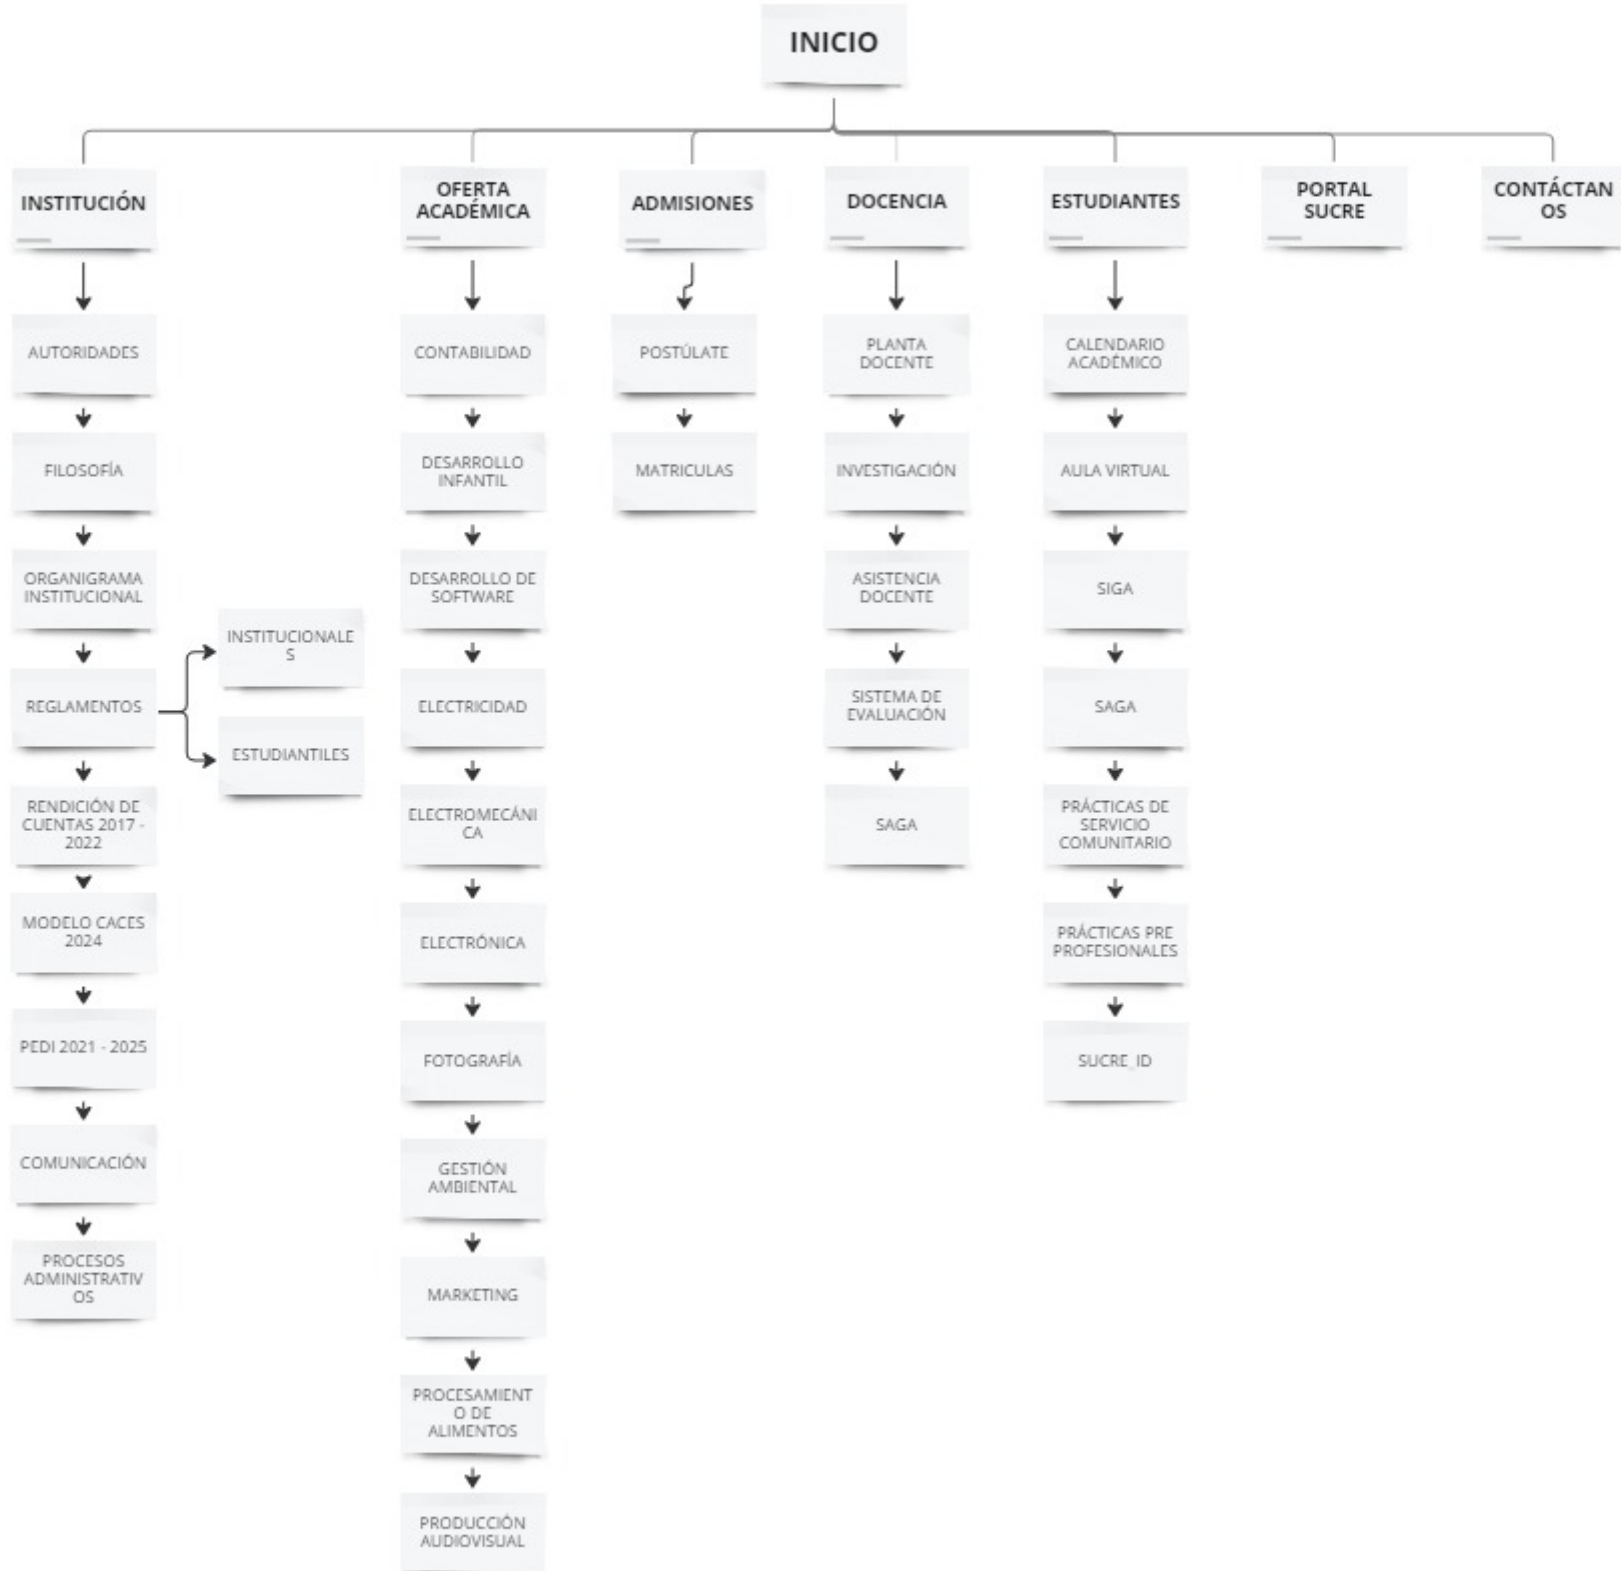 INICIO
INSTITUCIÓN
OFERTA
ACADÉMICA
ADMISIONES
DOCENCIA
ESTUDIANTES
PORTAL
SUCRE
CONTÁCTAN
OS
AUTORIDADES
FILOSOFÍA
ORGANIGRAMA
INSTITUCIONAL
REGLAMENTOS
INSTITUCIONALE
S
ESTUDIANTILES
RENDICIÓN DE
CUENTAS 2017 -
2022
MODELO CACES
2024
PEDI 2021 - 2025
COMUNICACIÓN
PROCESOS
ADMINISTRATIV
OS
CONTABILIDAD
DESARROLLO
INFANTIL
DESARROLLO DE
SOFTWARE
ELECTRICIDAD
ELECTROMECÁNI
CA
ELECTRÓNICA
FOTOGRAFÍA
GESTIÓN
AMBIENTAL
MARKETING
PROCESAMIENT
O DE
ALIMENTOS
PRODUCCIÓN
AUDIOVISUAL
POSTÚLATE
MATRICULAS
PLANTA
DOCENTE
INVESTIGACIÓN
ASISTENCIA
DOCENTE
SISTEMA DE
EVALUACIÓN
SAGA
CALENDARIO
ACADÉMICO
AULA VIRTUAL
SIGA
SAGA
PRÁCTICAS DE
SERVICIO
COMUNITARIO
PRÁCTICAS PRE
PROFESIONALES
SUCRE_ID